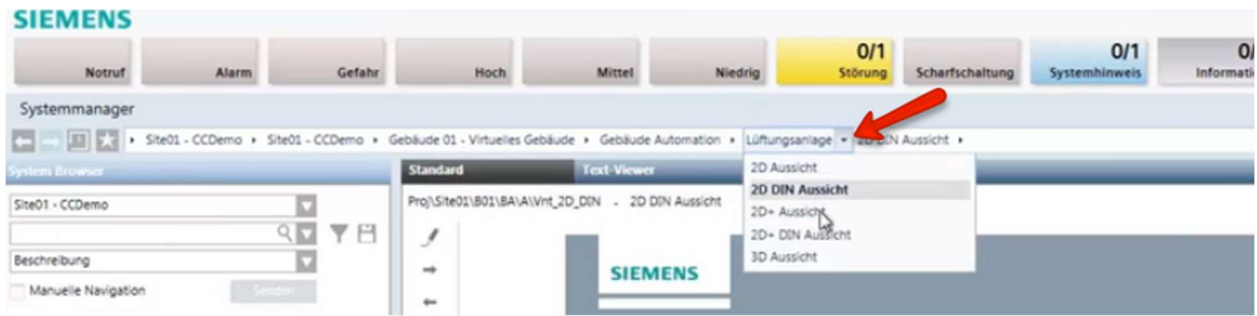 SIEMENS
0/1 0/1 0/
Notruf Alarm Gefahr Hoch Mittel Niedrig Störung Scharfschaltung Systemhinweis Informati
Systemmanager
Site01 - CCDemo Site01 - CCDemo Gebäude 01 - Virtuelles Gebäude Gebäude Automation Lüftungsanlage 2D DIN Aussicht
System Browser Standard Text-Viewer
2D Aussicht
2D DIN Aussicht
2D+ Aussicht
2D+ DIN Aussicht
3D Aussicht
Site01 - CCDemo
Proj\Site01\B01\BA\A\Vnt_2D_DIN - 2D DIN Aussicht
Beschreibung
SIEMENS
Manuelle Navigation Senden